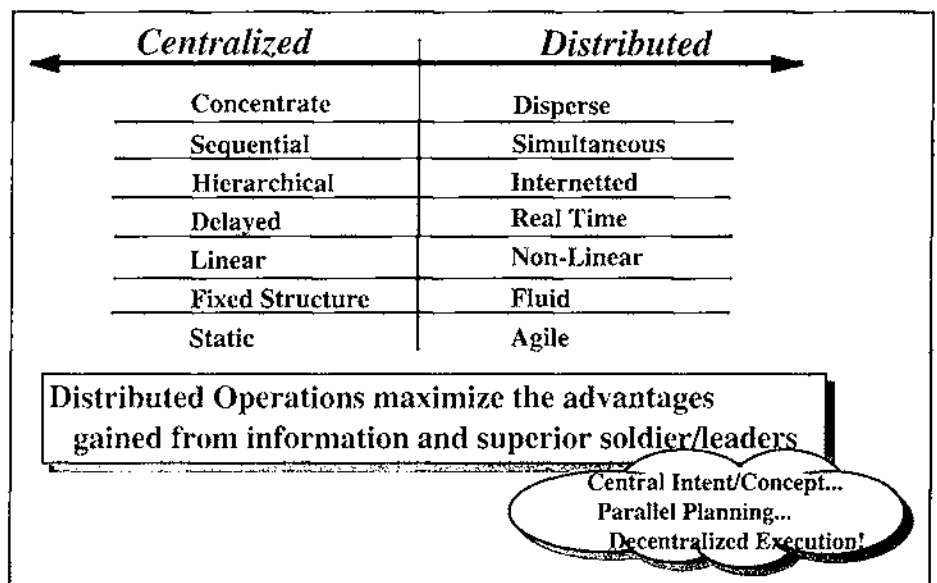 Centralized Distributed
Concentrate Disperse
Sequential Simultaneous
Hierarchical Internetted
Delayed Real Time
Linear Non-Linear
Fixed Structure Fluid
Static Agile
Distributed Operations maximize the advantages
gained from information and superior soldier/leaders
Central Intent/Concept...
Parallel Planning...
Decentralized Execution!